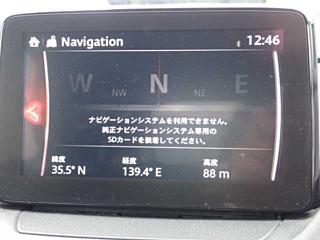 Navigation 12:46
W NW N NE E
ナビゲーションシステムを利用できません。
純正ナビゲーションシステム専用の
SDカードを装着してください。
緯度 経度 高度
35.5° N 139.4° E 88 m